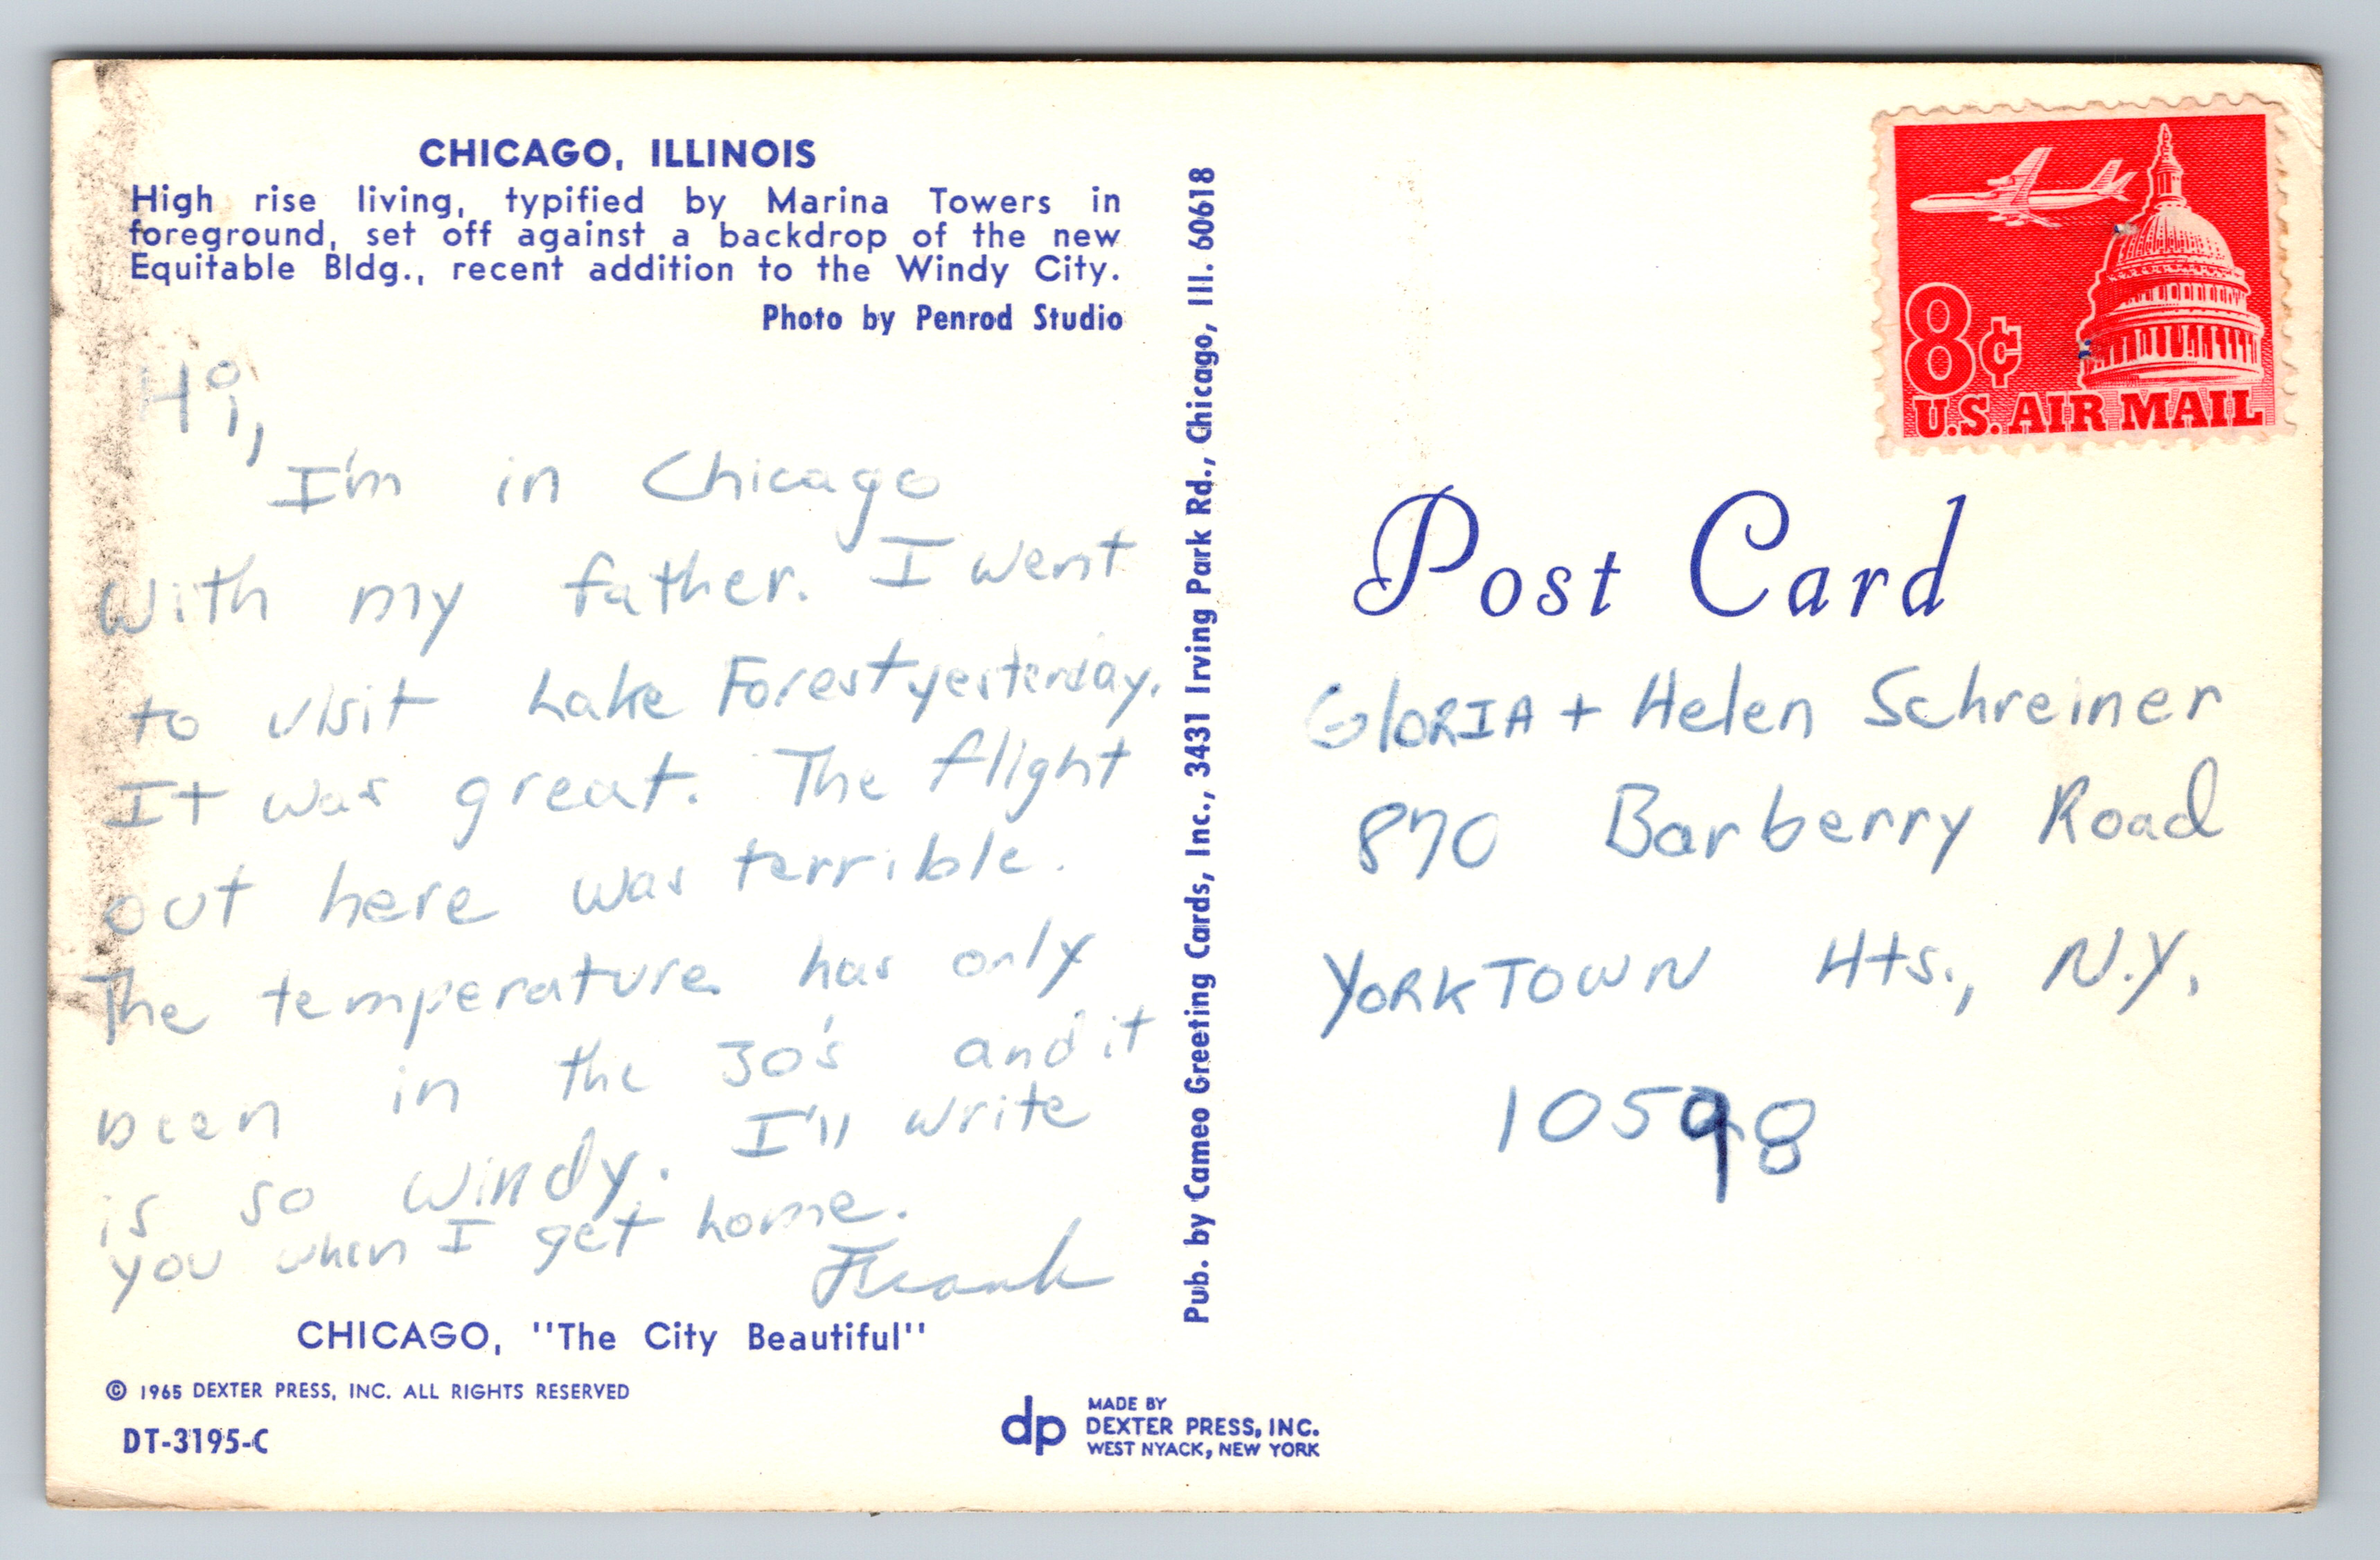 CHICAGO, ILLINOIS
High rise living, typified by Marina Towers in
foreground, set off against a backdrop of the new
Equitable Bldg., recent addition to the Windy City.
Photo by Penrod Studio
Hi,
I'm in Chicago
with my father. I went
to visit Lake Forest yesterday.
It was great. The flight
out here was terrible.
The temperature has only
been in the 30's and it
is so windy. I'll write
you when I get home.
Frank
CHICAGO, "The City Beautiful"
© 1965 DEXTER PRESS, INC. ALL RIGHTS RESERVED
DT-3195-C
dp
MADE BY
DEXTER PRESS, INC.
WEST NYACK, NEW YORK
Pub. by Cameo Greeting Cards, Inc., 3431 Irving Park Rd., Chicago, Ill. 60618
8¢
U.S. AIR MAIL
Post Card
GlORIA + Helen Schreiner
870 Barberry Road
YORKTOWN Hts., N.Y.
10598